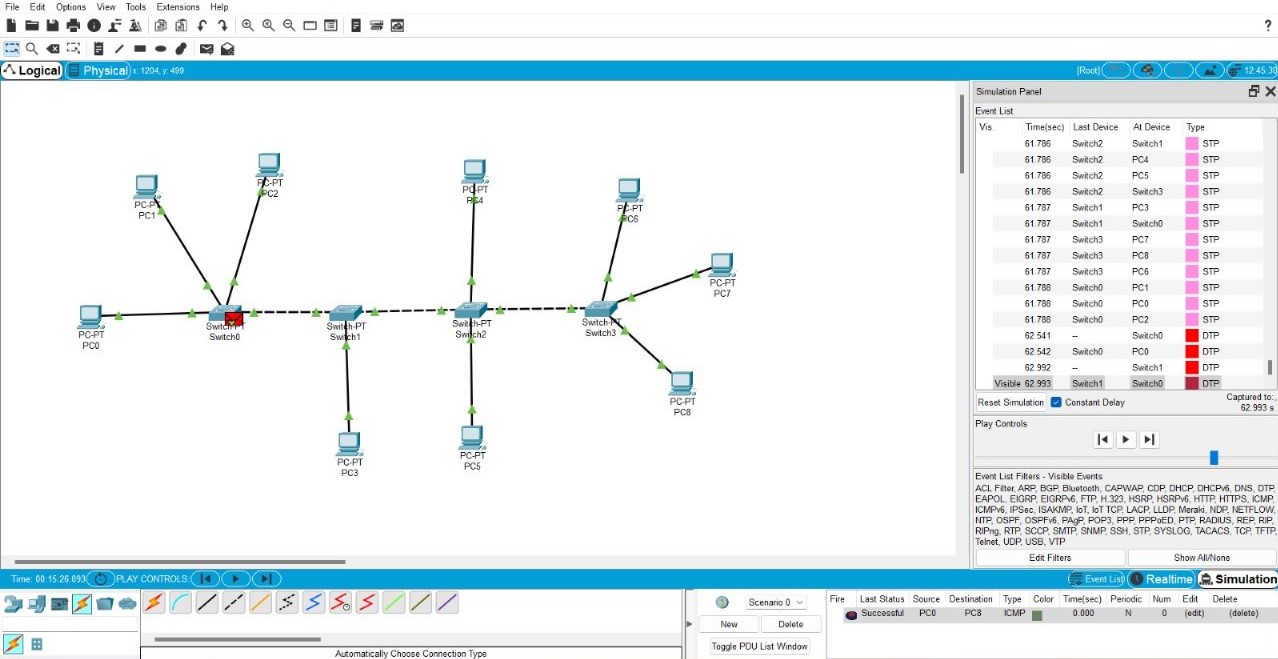 File Edit Options View Tools Extensions Help
?
Logical Physical x: 1204, y: 499 [Root] 12:45:30
Simulation Panel
Event List
Vis. Time(sec) Last Device At Device Type
61.786 Switch2 Switch1 STP
61.786 Switch2 PC4 STP
61.786 Switch2 PC5 STP
61.786 Switch2 Switch3 STP
61.787 Switch1 PC3 STP
61.787 Switch1 Switch0 STP
61.787 Switch3 PC7 STP
61.787 Switch3 PC8 STP
61.787 Switch3 PC6 STP
61.788 Switch0 PC1 STP
61.788 Switch0 PC0 STP
61.788 Switch0 PC2 STP
62.541 -- Switch0 DTP
62.542 Switch0 PC0 DTP
62.992 -- Switch1 DTP
Visible 62.993 Switch1 Switch0 DTP
Reset Simulation Constant Delay Captured to:
62.993 s
Play Controls
Event List Filters - Visible Events
ACL Filter, ARP, BGP, Bluetooth, CAPWAP, CDP, DHCP, DHCPv6, DNS, DTP,
EAPOL, EIGRP, EIGRPv6, FTP, H.323, HSRP, HSRPv6, HTTP, HTTPS, ICMP,
ICMPv6, IPSec, ISAKMP, IoT, IoT TCP, LACP, LLDP, Meraki, NDP, NETFLOW,
NTP, OSPF, OSPFv6, PAgP, POP3, PPP, PPPoED, PTP, RADIUS, REP, RIP,
RIPng, RTP, SCCP, SMTP, SNMP, SSH, STP, SYSLOG, TACACS, TCP, TFTP,
Telnet, UDP, USB, VTP
Edit Filters Show All/None
PC-PT
PC1
PC-PT
PC2
PC-PT
PC4
PC-PT
PC6
PC-PT
PC7
PC-PT
PC0
Switch-PT
Switch0
Switch-PT
Switch1
Switch-PT
Switch2
Switch-PT
Switch3
PC-PT
PC8
PC-PT
PC3
PC-PT
PC5
Time: 00:15:26.093 PLAY CONTROLS: Event List Realtime Simulation
Scenario 0
New Delete
Toggle PDU List Window
Fire Last Status Source Destination Type Color Time(sec) Periodic Num Edit Delete
Successful PC0 PC8 ICMP 0.000 N 0 (edit) (delete)
Automatically Choose Connection Type